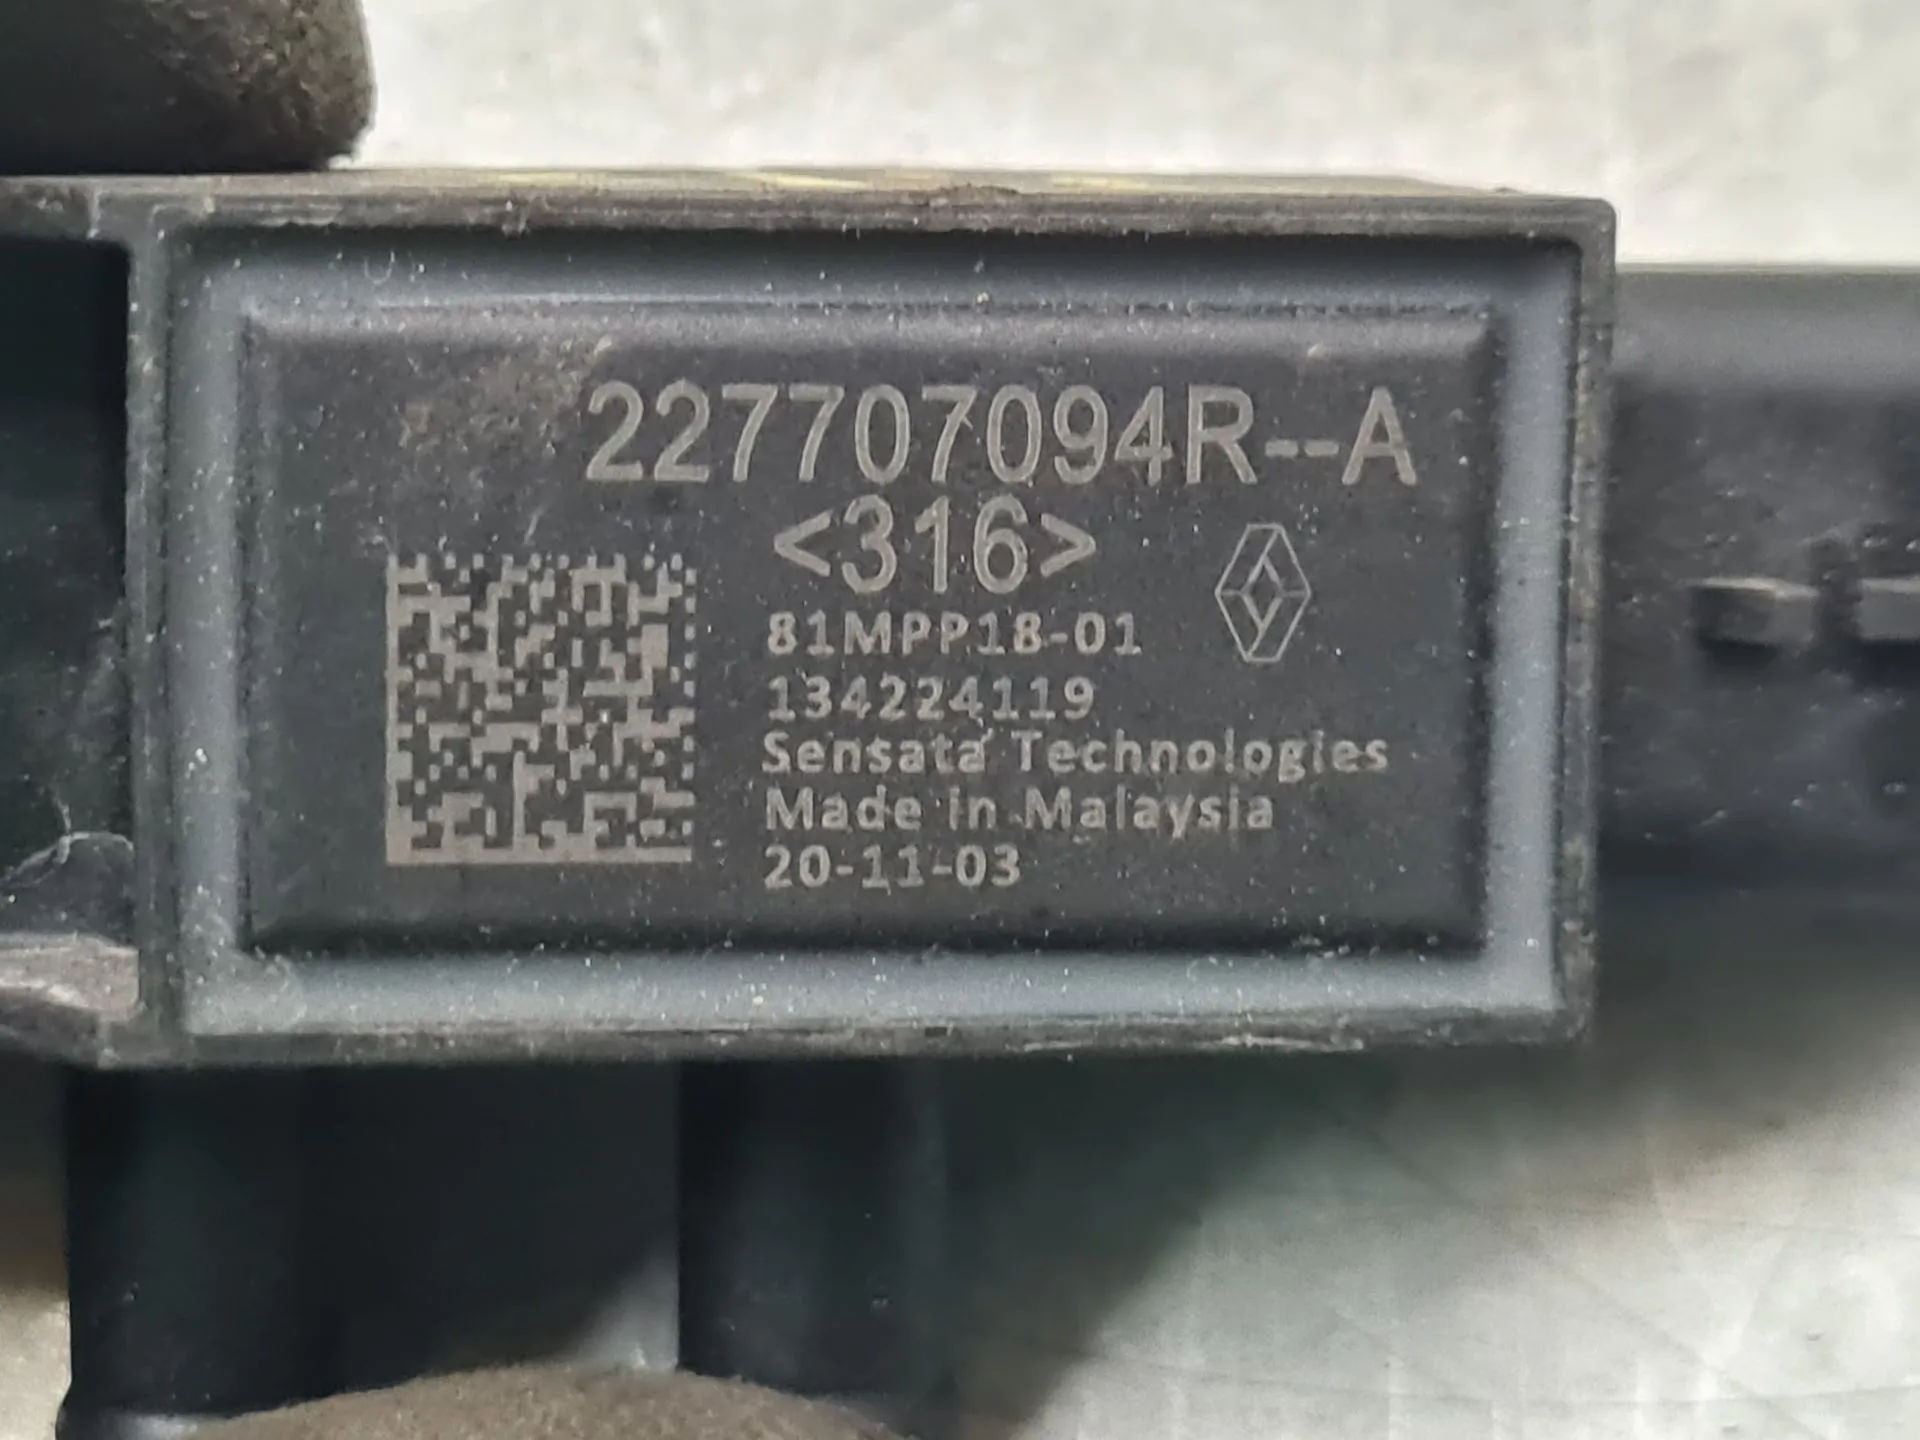 227707094R--A
<316>
81MPP18-01
134224119
Sensata Technologies
Made in Malaysia
20-11-03